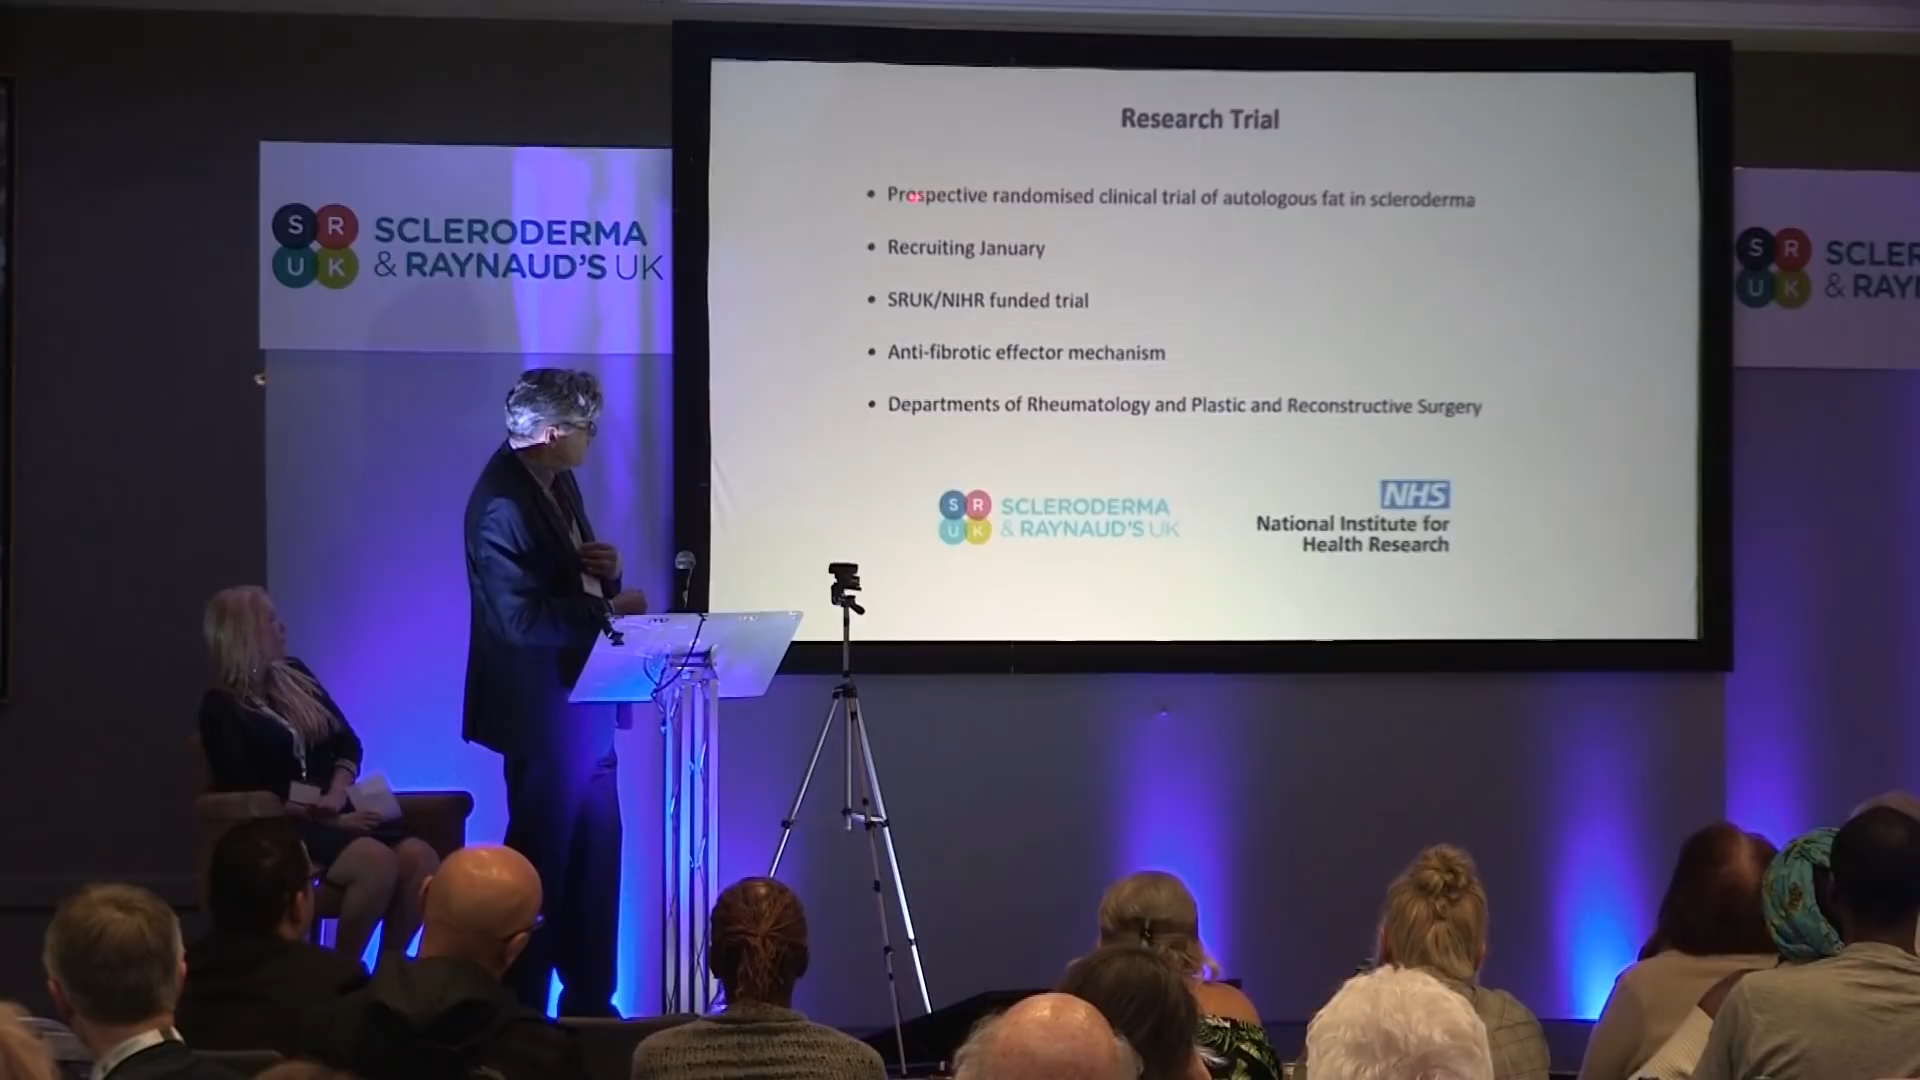 S R
U K
SCLERODERMA
& RAYNAUD'S UK
Research Trial
• Prospective randomised clinical trial of autologous fat in scleroderma
• Recruiting January
• SRUK/NIHR funded trial
• Anti-fibrotic effector mechanism
• Departments of Rheumatology and Plastic and Reconstructive Surgery
S R
U K
SCLERODERMA
& RAYNAUD'S UK
NHS
National Institute for
Health Research
S R
U K
SCLER
& RAY